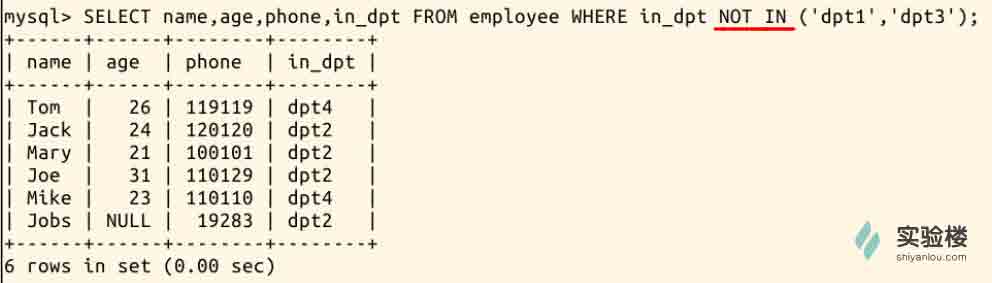 mysql> SELECT name,age,phone,in_dpt FROM employee WHERE in_dpt NOT IN ('dpt1','dpt3');
+------+------+--------+--------+
| name | age  | phone  | in_dpt |
+------+------+--------+--------+
| Tom  |   26 | 119119 | dpt4   |
| Jack |   24 | 120120 | dpt2   |
| Mary |   21 | 100101 | dpt2   |
| Joe  |   31 | 110129 | dpt2   |
| Mike |   23 | 110110 | dpt4   |
| Jobs | NULL |  19283 | dpt2   |
+------+------+--------+--------+
6 rows in set (0.00 sec)
实验楼
shiyanlou.com